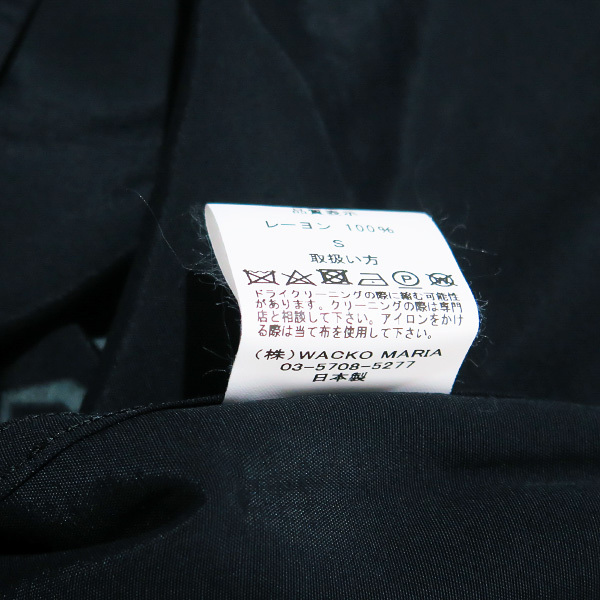 品質表示
レーヨン 100%
S
取扱い方
ドライクリーニングの際に縮む可能性
があります。クリーニングの際は専門
店と相談して下さい。アイロンをかけ
る際は当て布を使用して下さい。
(株)WACKO MARIA
03-5708-5277
日本製